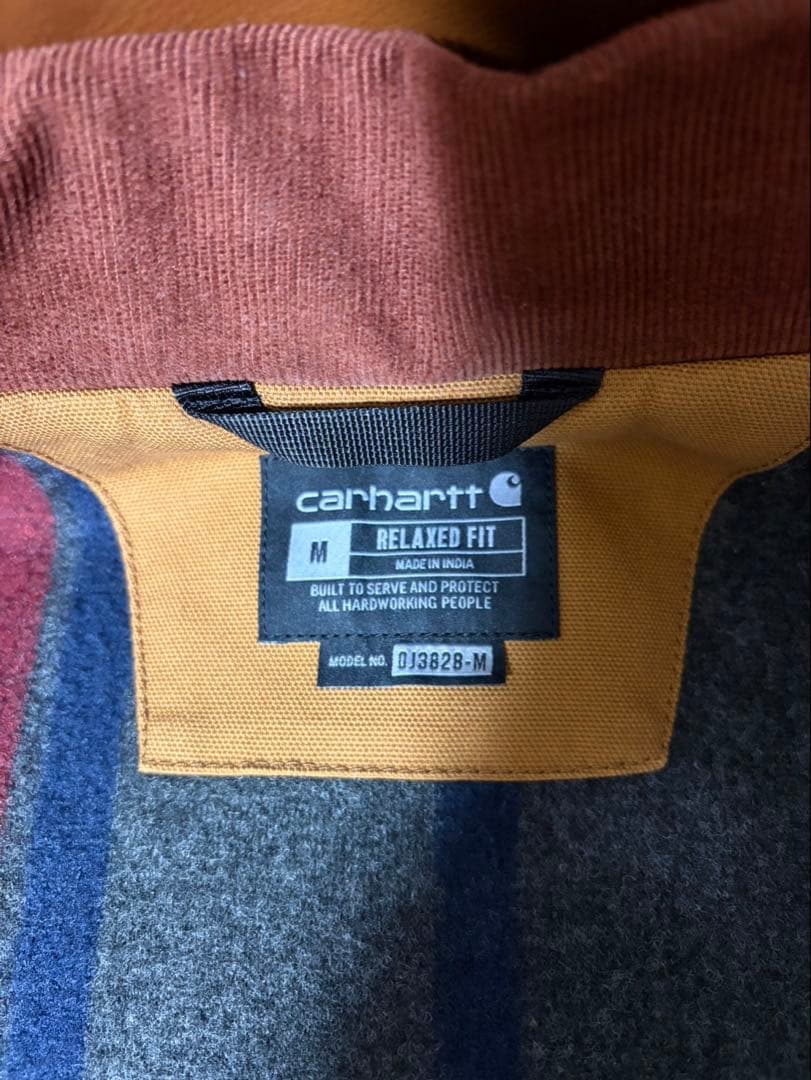 carhartt
M
RELAXED FIT
MADE IN INDIA
BUILT TO SERVE AND PROTECT
ALL HARDWORKING PEOPLE
MODEL NO. OJ3828-M